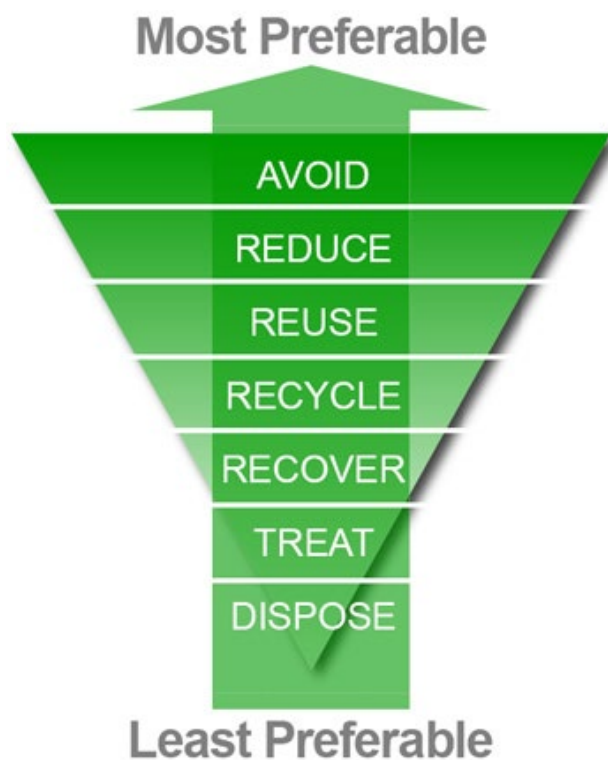 Most Preferable
AVOID
REDUCE
REUSE
RECYCLE
RECOVER
TREAT
DISPOSE
Least Preferable